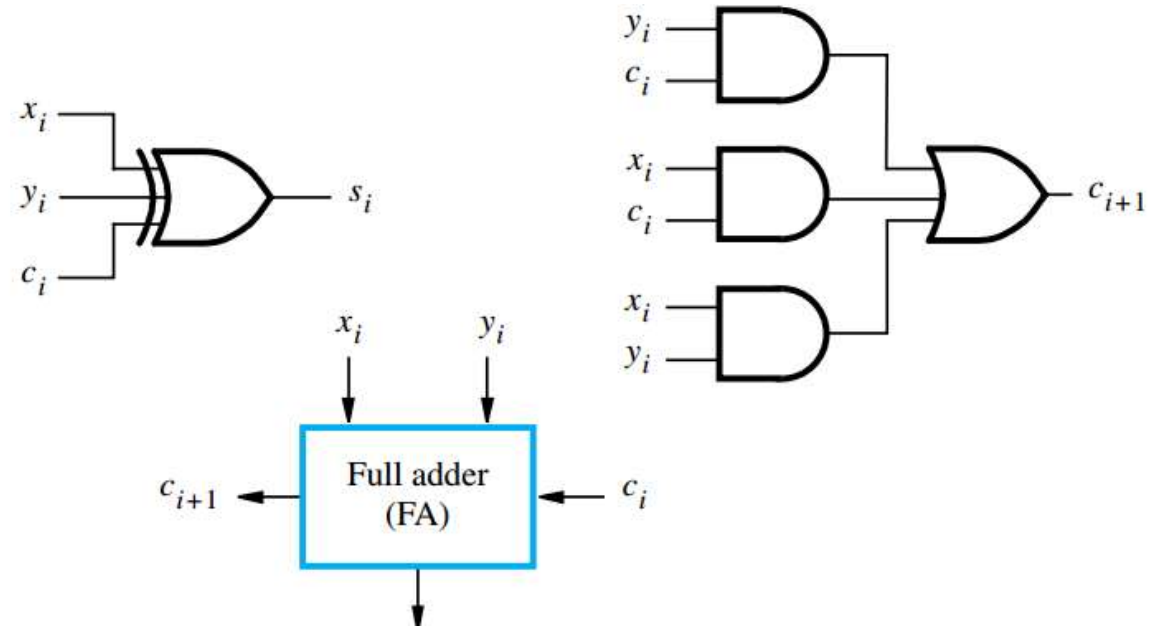 x_i
y_i
c_i
s_i
y_i
c_i
x_i
c_i
x_i
y_i
c_{i+1}
x_i
y_i
Full adder
(FA)
c_{i+1}
c_i